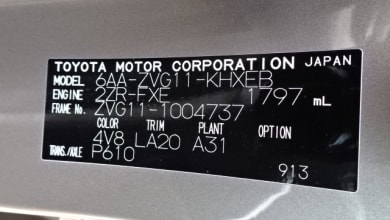 TOYOTA MOTOR CORPORATION JAPAN
MODEL 6AA-ZVG11-KHXEB
ENGINE 2ZR-FXE 1797 mL
FRAME No. ZVG11-1004737
COLOR TRIM PLANT OPTION
4V8 LA20 A31
TRANS./AXLE P610
913